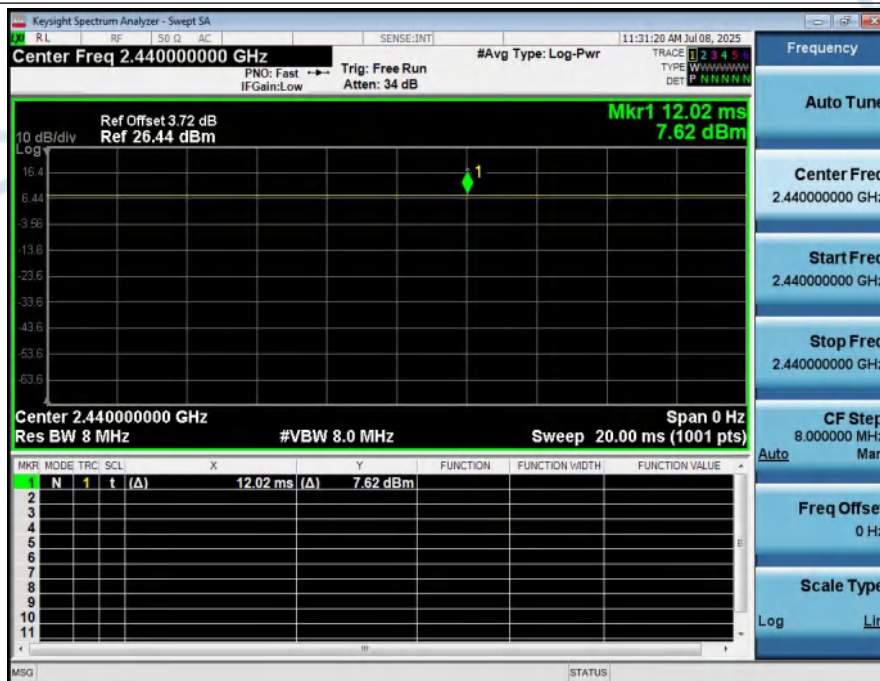 Keysight Spectrum Analyzer - Swept SA
LXI RL RF 50 Ω AC SENSE:INT 11:31:20 AM Jul 08, 2025
Center Freq 2.440000000 GHz
PNO: Fast
IFGain:Low
Trig: Free Run
Atten: 34 dB
#Avg Type: Log-Pwr
TRACE 1 2 3 4 5 6
TYPE WWWWWW
DET P NNNNN
Ref Offset 3.72 dB
10 dB/div Ref 26.44 dBm
Log
Mkr1 12.02 ms
7.62 dBm
1
16.4
6.44
-3.56
-13.6
-23.6
-33.6
-43.6
-53.6
-63.6
Center 2.440000000 GHz Span 0 Hz
Res BW 8 MHz #VBW 8.0 MHz Sweep 20.00 ms (1001 pts)
MKR MODE TRC SCL X Y FUNCTION FUNCTION WIDTH FUNCTION VALUE
1 N 1 t (Δ) 12.02 ms (Δ) 7.62 dBm
2
3
4
5
6
7
8
9
10
11
MSG STATUS
Frequency
Auto Tune
Center Freq
2.440000000 GHz
Start Freq
2.440000000 GHz
Stop Freq
2.440000000 GHz
CF Step
8.000000 MHz
Auto Man
Freq Offset
0 Hz
Scale Type
Log Lin